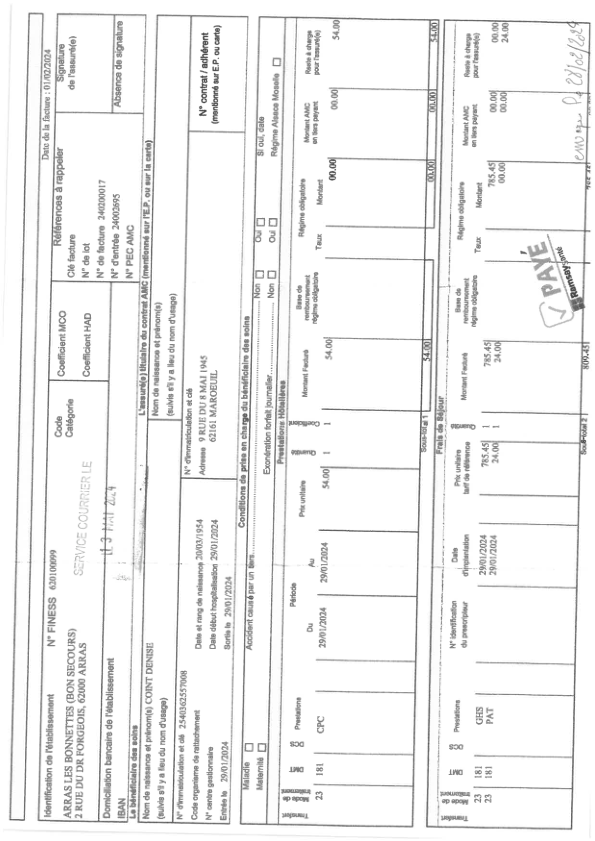 Date de la facture : 01/02/2024
Identification de l'établissement N° FINESS 620100099
ARRAS LES BONNETTES (BON SECOURS)
2 RUE DU DR FORGEOIS, 62000 ARRAS
Code
Catégorie
Coefficient MCO
Coefficient HAD
Références à rappeler
Clé facture
N° de lot
N° de facture 240200017
N° d'entrée 24002695
N° PEC AMC
Signature
de l'assuré(e)
Absence de signature
SERVICE COURRIER LE
Domiciliation bancaire de l'établissement
IBAN
Le bénéficiaire des soins
Nom de naissance et prénom(s) COINT DENISE
(suivis s'il y a lieu du nom d'usage)
N° d'immatriculation et clé 2540362557008
Code organisme de rattachement
N° centre gestionnaire
Entrée le 29/01/2024
Date et rang de naissance 20/03/1954
Date début hospitalisation 29/01/2024
Sortie le 29/01/2024
L'assuré(e) titulaire du contrat AMC (mentionné sur l'E.P. ou sur la carte)
Nom de naissance et prénom(s)
(suivis s'il y a lieu du nom d'usage)
N° d'immatriculation et clé
Adresse 9 RUE DU 8 MAI 1945
62161 MAROEUIL
N° contrat / adhérent
(mentionné sur E.P. ou carte)
Conditions de prise en charge du bénéficiaire des soins
Maladie
Maternité
Accident causé par un tiers Non Oui Si oui, date
Exonération forfait journalier Non Oui Régime Alsace Moselle
Prestations Hôtelières
Transfert
Mode de traitement
DMT
DCS
Prestations
Période
Du
Au
Prix unitaire
Quantité
Coefficient
Montant Facturé
Base de remboursement régime obligatoire
Régime obligatoire
Taux
Montant
Montant AMC en tiers payant
Reste à charge pour l'assuré(e)
23 181 CPC 29/01/2024 29/01/2024 54.00 1 1 54.00 00.00 00.00 54.00
Sous-total 1 54.00 00.00 00.00 54.00
Frais de Séjour
Transfert
Mode de traitement
DMT
DCS
Prestations
N° Identification du prescripteur
Date d'implantation
Prix unitaire tarif de référence
Quantité
Montant Facturé
Base de remboursement régime obligatoire
Régime obligatoire
Taux
Montant
Montant AMC en tiers payant
Reste à charge pour l'assuré(e)
23 181 GHS 29/01/2024 785.45 1 785.45 785.45 00.00 00.00
23 181 PAT 29/01/2024 24.00 1 24.00 00.00 00.00 24.00
Sous-total 2 809.45
PAYÉ
Ramsay Santé